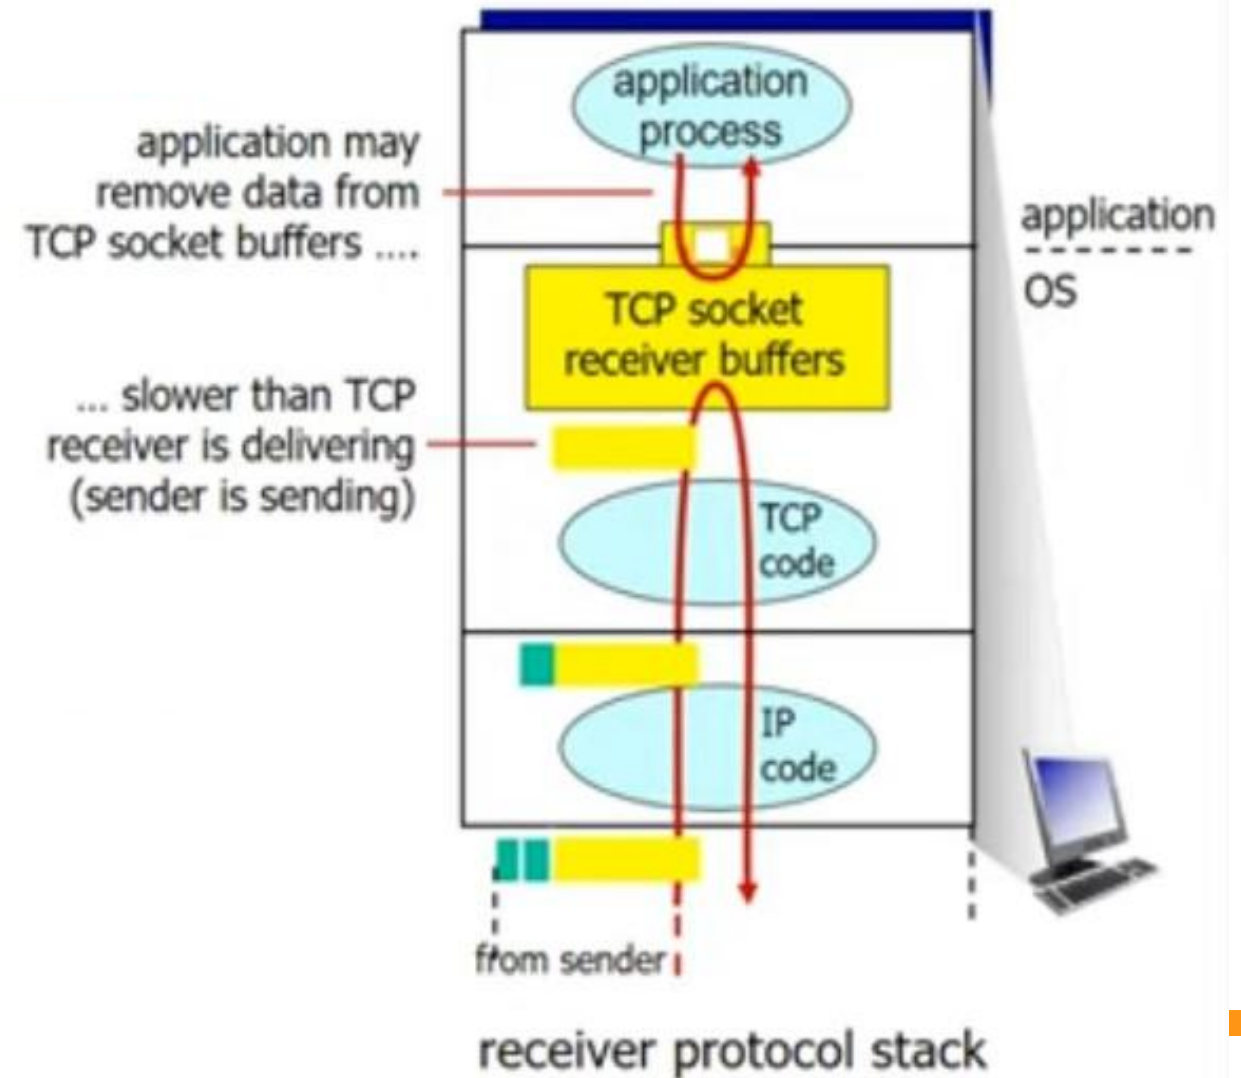 application
process
application may
remove data from
TCP socket buffers ....
application
OS
TCP socket
receiver buffers
... slower than TCP
receiver is delivering
(sender is sending)
TCP
code
IP
code
from sender
receiver protocol stack